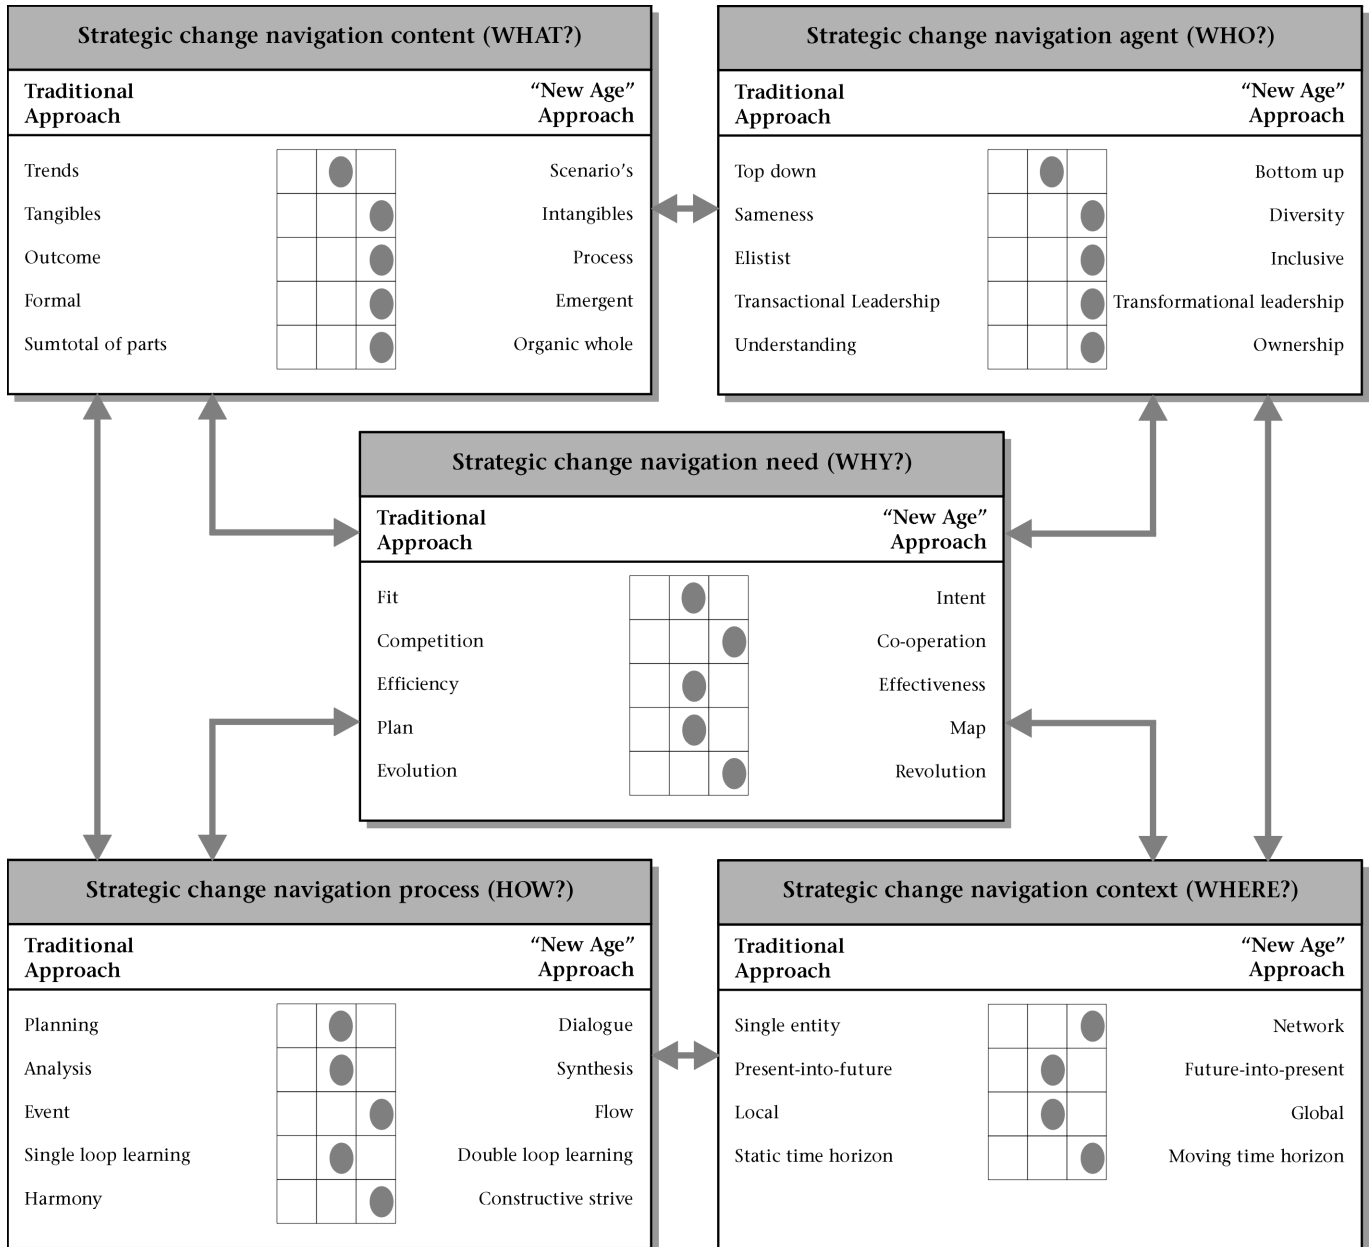 Strategic change navigation content (WHAT?)
Traditional Approach
“New Age” Approach
Trends Scenario’s
Tangibles Intangibles
Outcome Process
Formal Emergent
Sumtotal of parts Organic whole
Strategic change navigation agent (WHO?)
Traditional Approach
“New Age” Approach
Top down Bottom up
Sameness Diversity
Elistist Inclusive
Transactional Leadership Transformational leadership
Understanding Ownership
Strategic change navigation need (WHY?)
Traditional Approach
“New Age” Approach
Fit Intent
Competition Co-operation
Efficiency Effectiveness
Plan Map
Evolution Revolution
Strategic change navigation process (HOW?)
Traditional Approach
“New Age” Approach
Planning Dialogue
Analysis Synthesis
Event Flow
Single loop learning Double loop learning
Harmony Constructive strive
Strategic change navigation context (WHERE?)
Traditional Approach
“New Age” Approach
Single entity Network
Present-into-future Future-into-present
Local Global
Static time horizon Moving time horizon